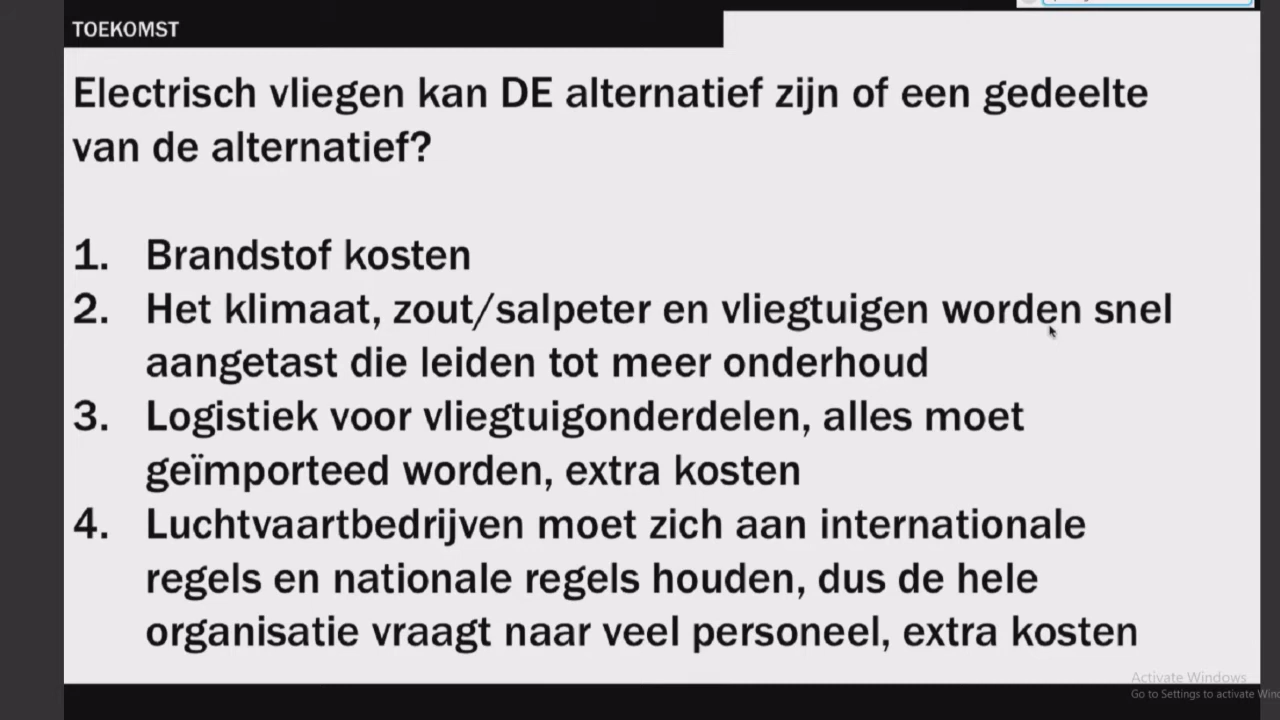 TOEKOMST
Electrisch vliegen kan DE alternatief zijn of een gedeelte
van de alternatief?
1. Brandstof kosten
2. Het klimaat, zout/salpeter en vliegtuigen worden snel
aangetast die leiden tot meer onderhoud
3. Logistiek voor vliegtuigonderdelen, alles moet
geïmporteed worden, extra kosten
4. Luchtvaartbedrijven moet zich aan internationale
regels en nationale regels houden, dus de hele
organisatie vraagt naar veel personeel, extra kosten
Activate Windows
Go to Settings to activate